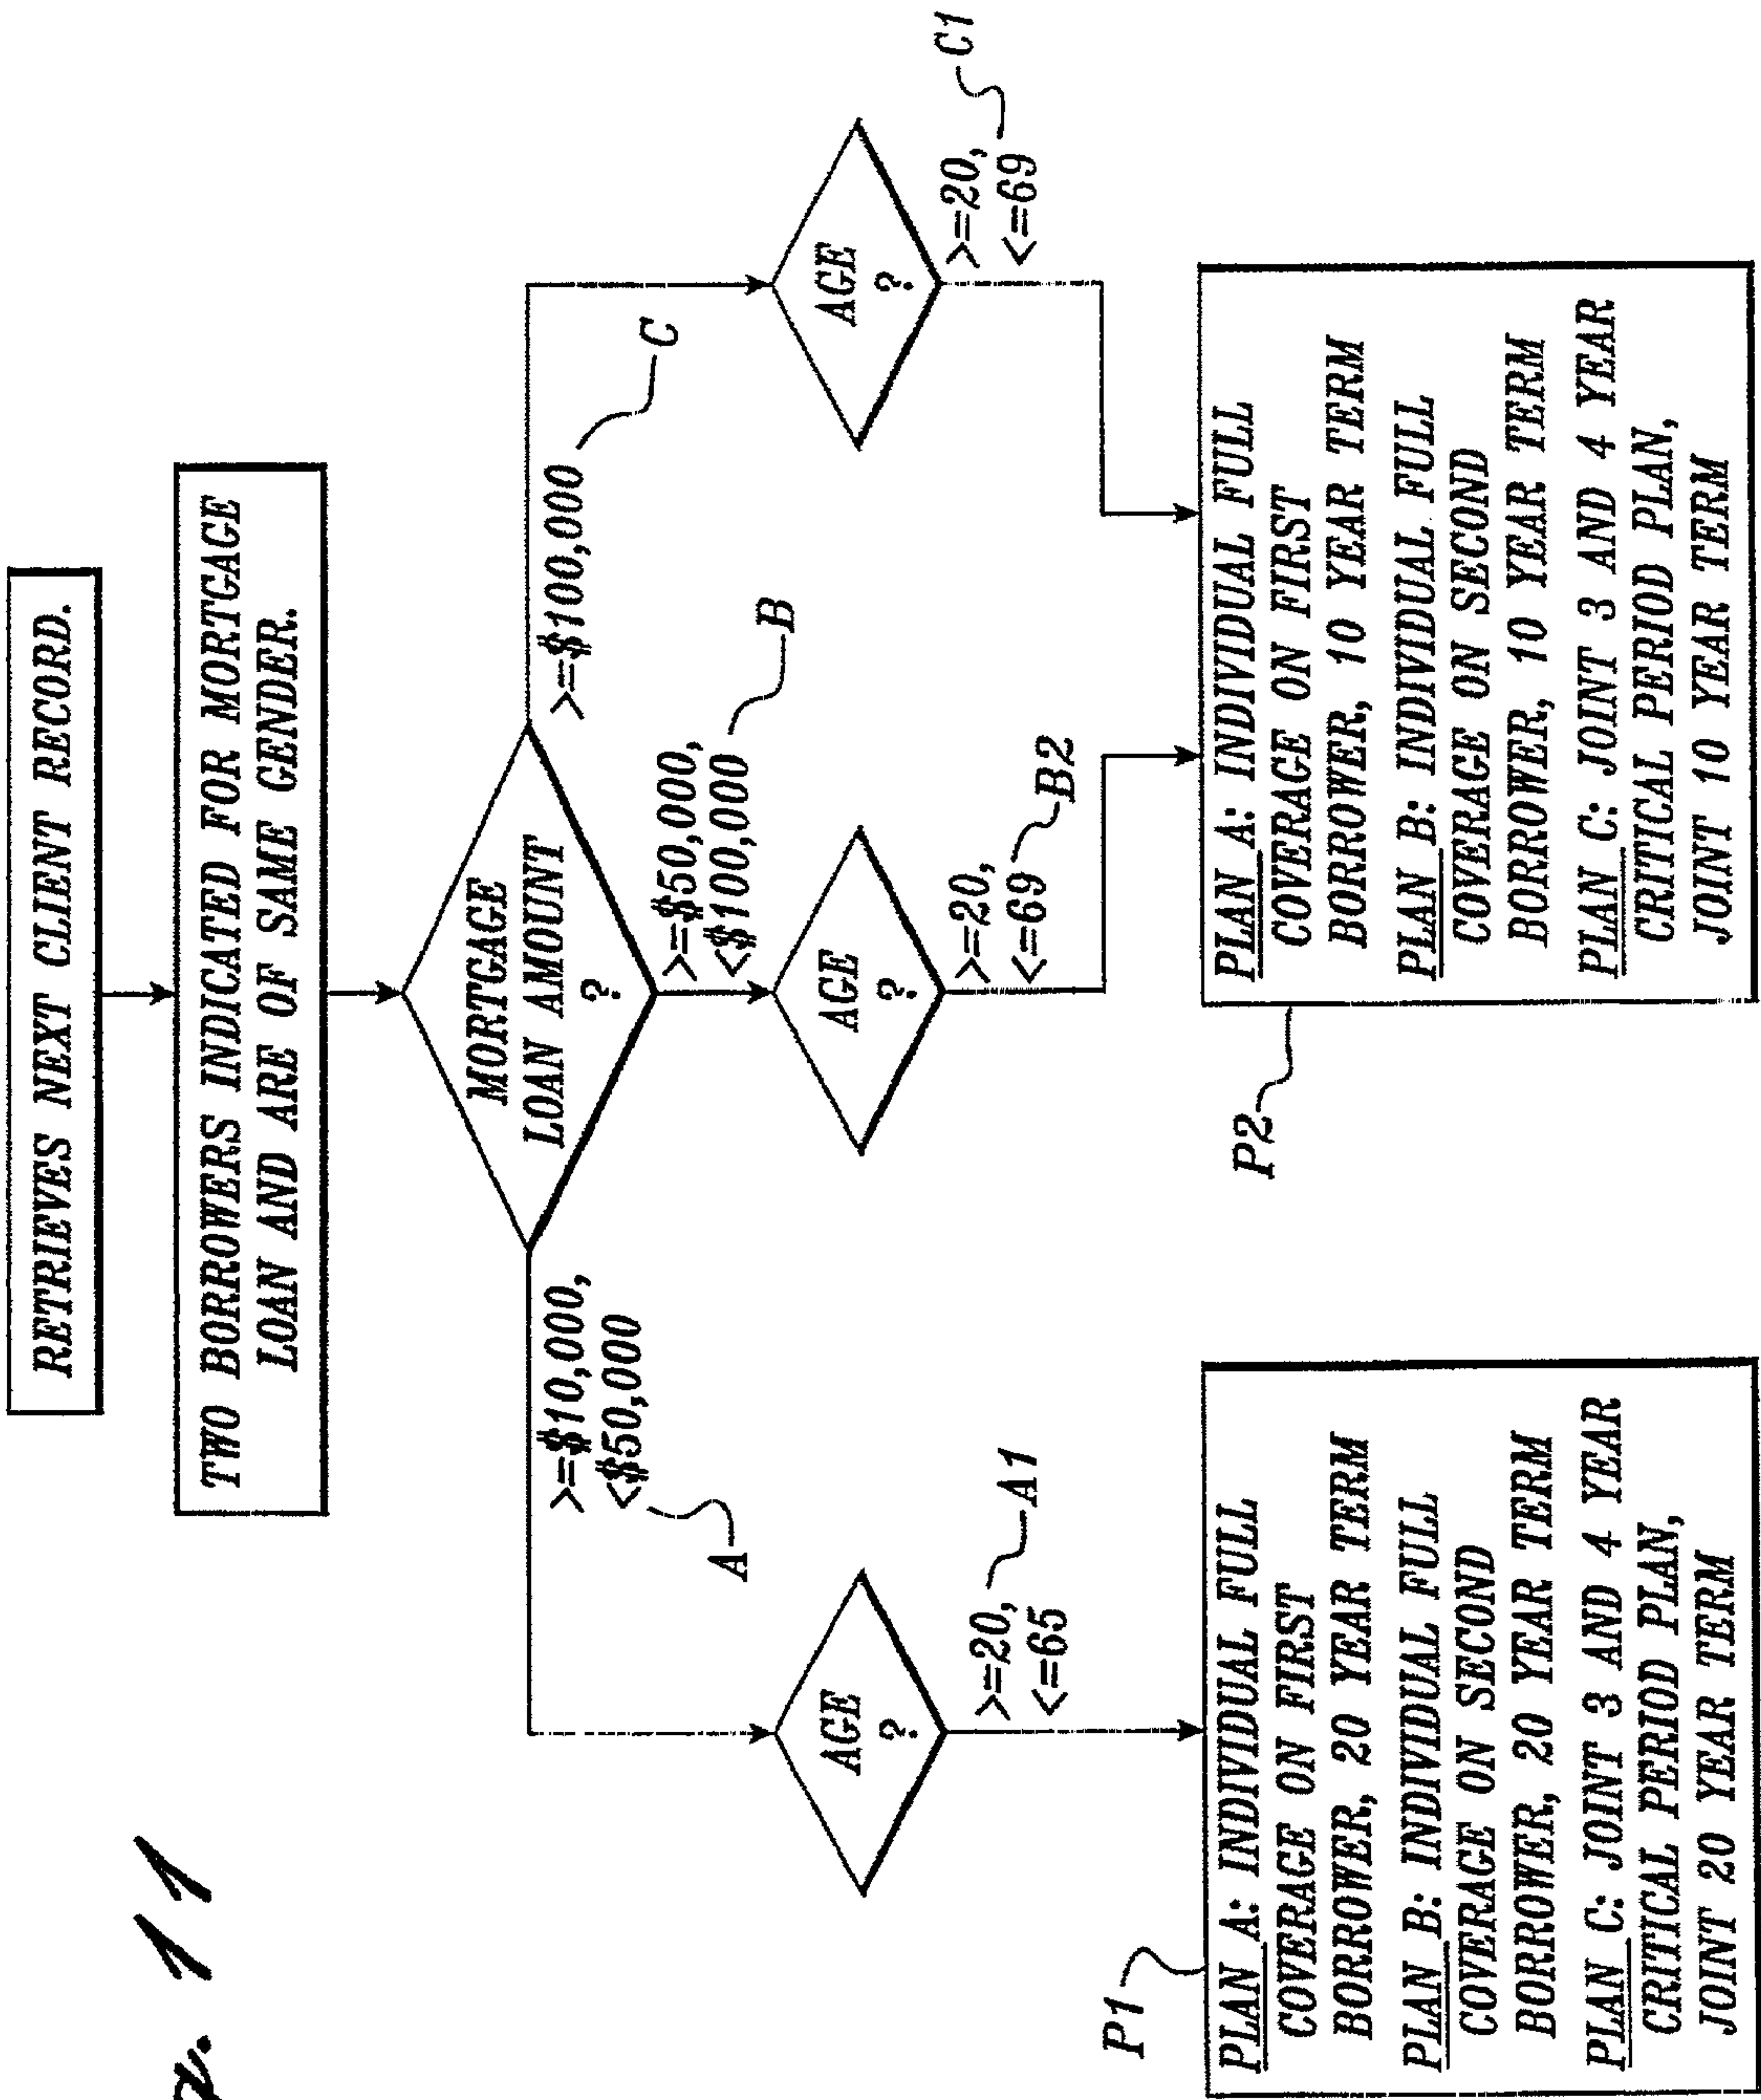 RETRIEVES NEXT CLIENT RECORD.
TWO BORROWERS INDICATED FOR MORTGAGE
LOAN AND ARE OF SAME GENDER.
MORTGAGE
LOAN AMOUNT
?
>=$10,000,
<$50,000
A
>=$50,000,
<$100,000
B
>=$100,000
C
AGE
?
>=20,
<=65
A1
AGE
?
>=20,
<=69
B2
AGE
?
>=20,
<=69
C1
P1
PLAN A: INDIVIDUAL FULL
COVERAGE ON FIRST
BORROWER, 20 YEAR TERM
PLAN B: INDIVIDUAL FULL
COVERAGE ON SECOND
BORROWER, 20 YEAR TERM
PLAN C: JOINT 3 AND 4 YEAR
CRITICAL PERIOD PLAN,
JOINT 20 YEAR TERM
P2
PLAN A: INDIVIDUAL FULL
COVERAGE ON FIRST
BORROWER, 10 YEAR TERM
PLAN B: INDIVIDUAL FULL
COVERAGE ON SECOND
BORROWER, 10 YEAR TERM
PLAN C: JOINT 3 AND 4 YEAR
CRITICAL PERIOD PLAN,
JOINT 10 YEAR TERM
11